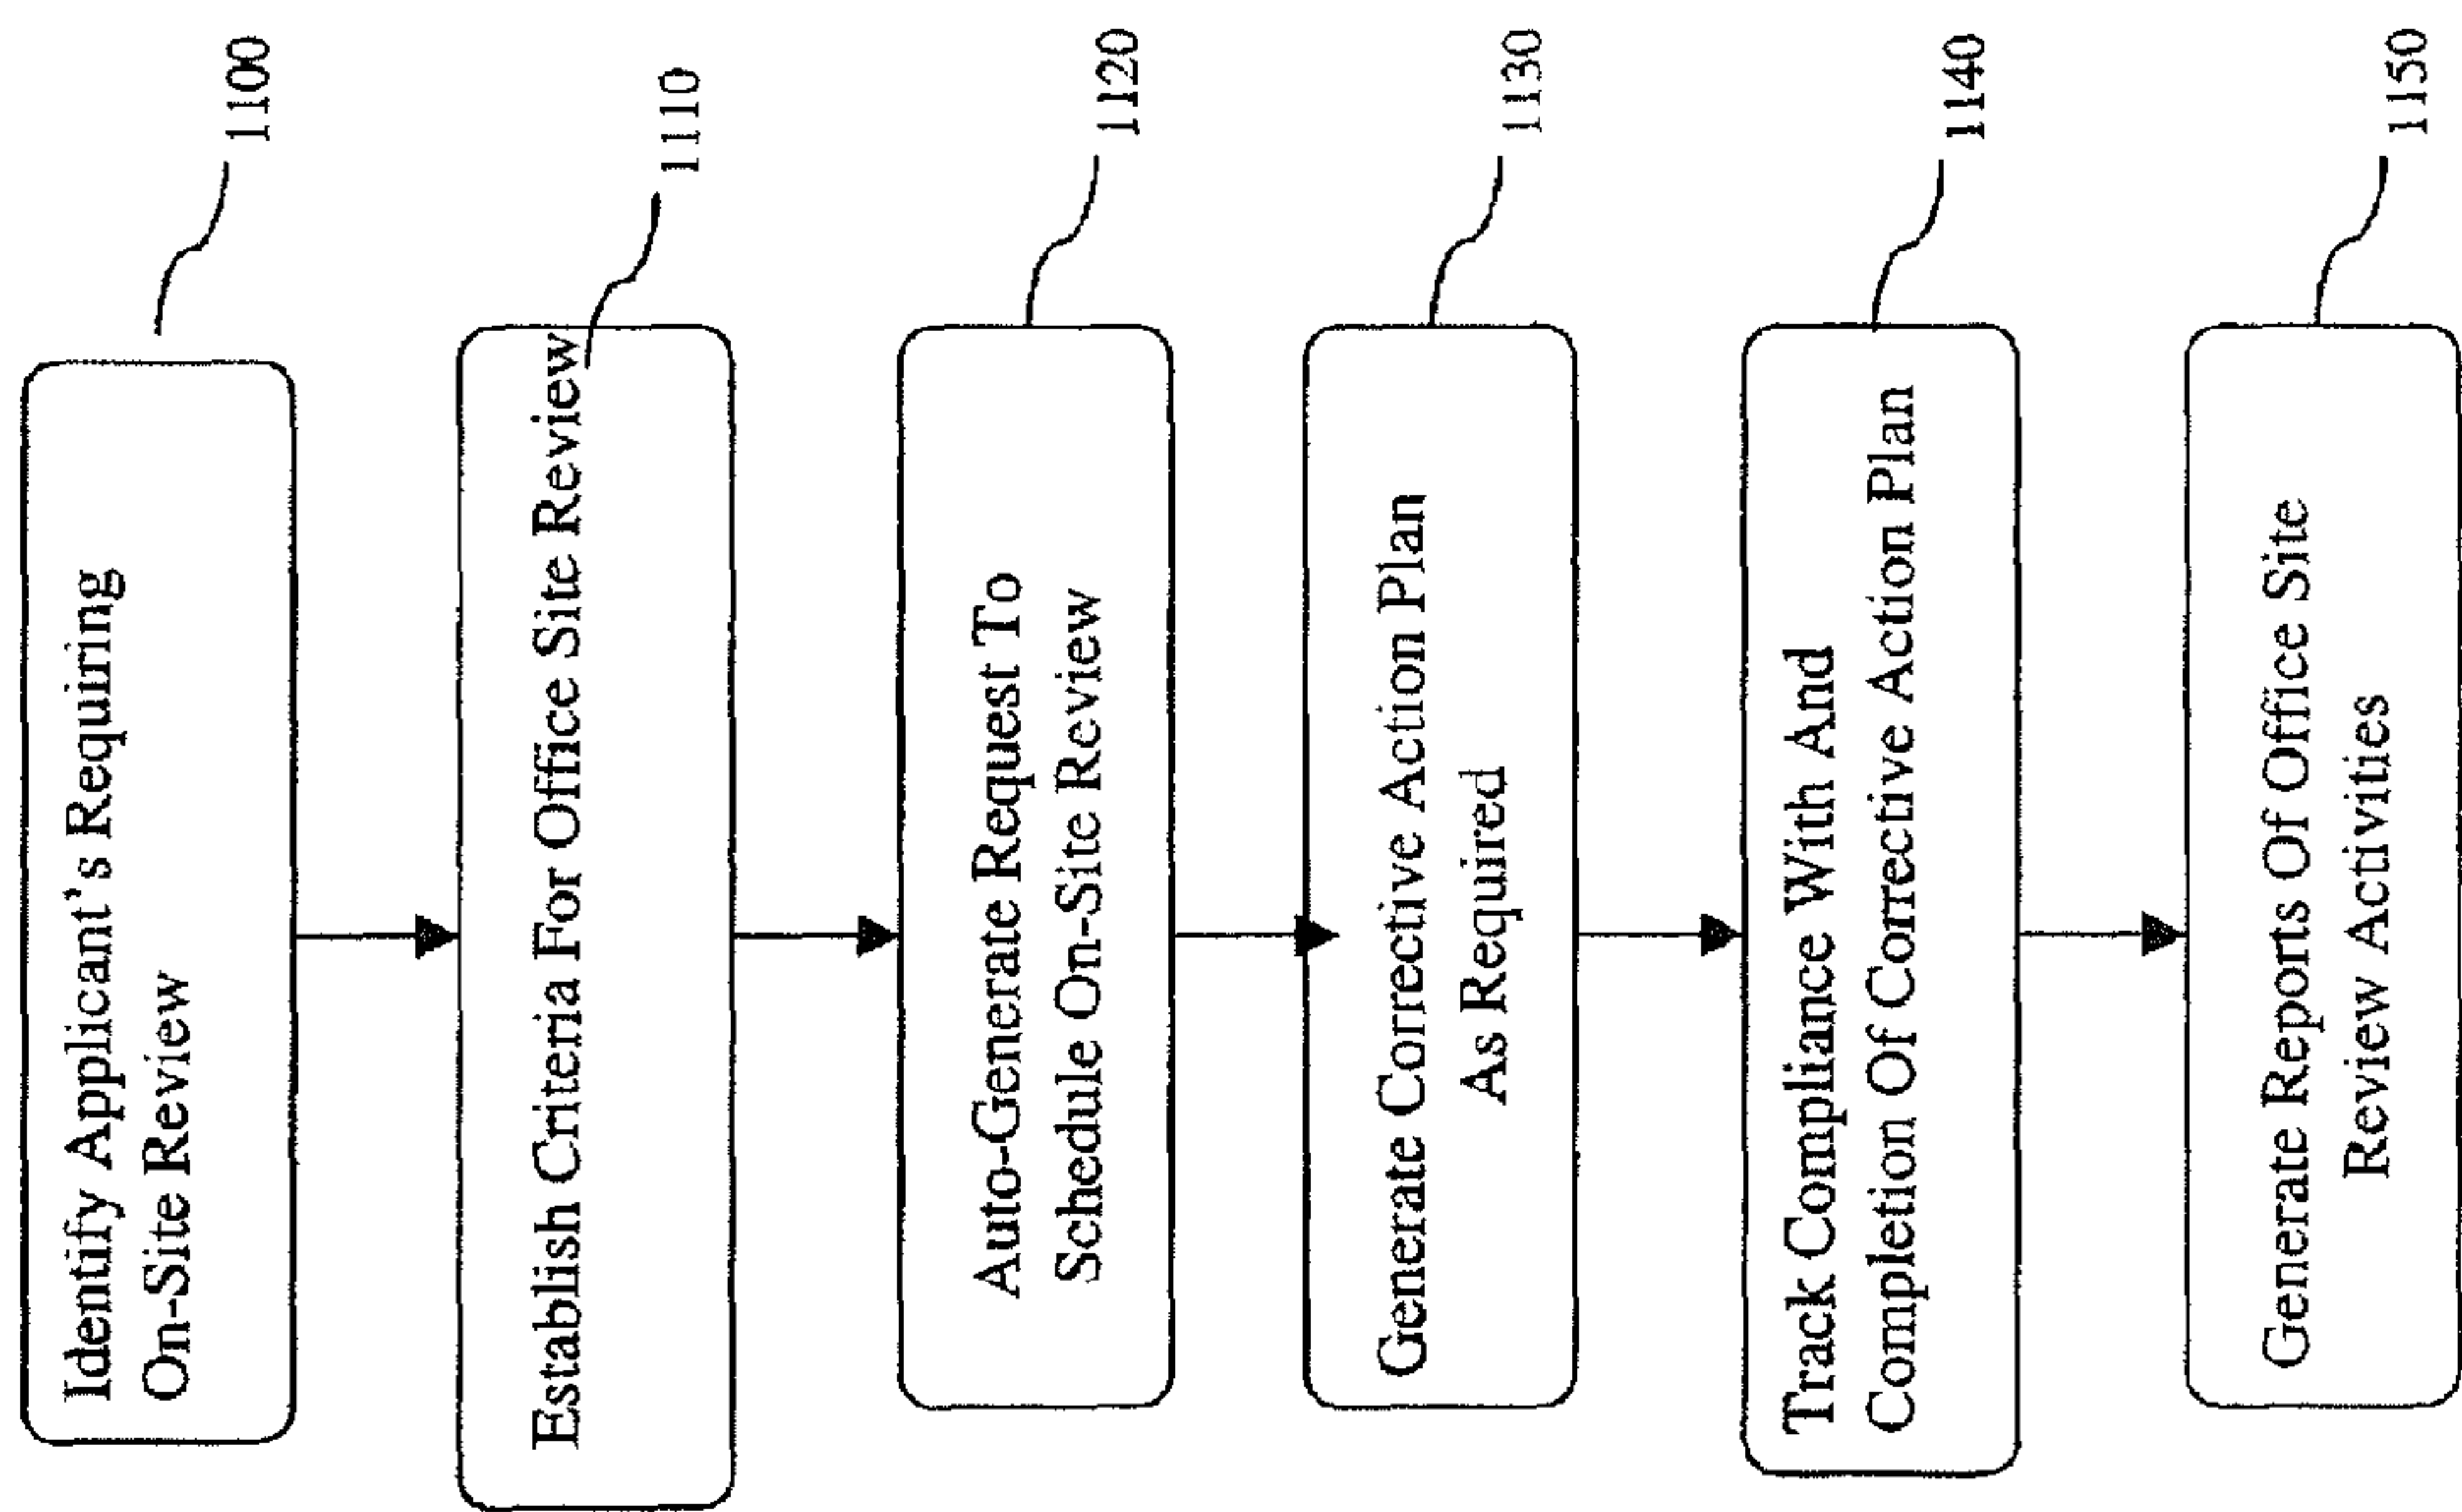 Identify Applicant's Requiring
On-Site Review
1100
Establish Criteria For Office Site Review
1110
Auto-Generate Request To
Schedule On-Site Review
1120
Generate Corrective Action Plan
As Required
1130
Track Compliance With And
Completion Of Corrective Action Plan
1140
Generate Reports Of Office Site
Review Activities
1150